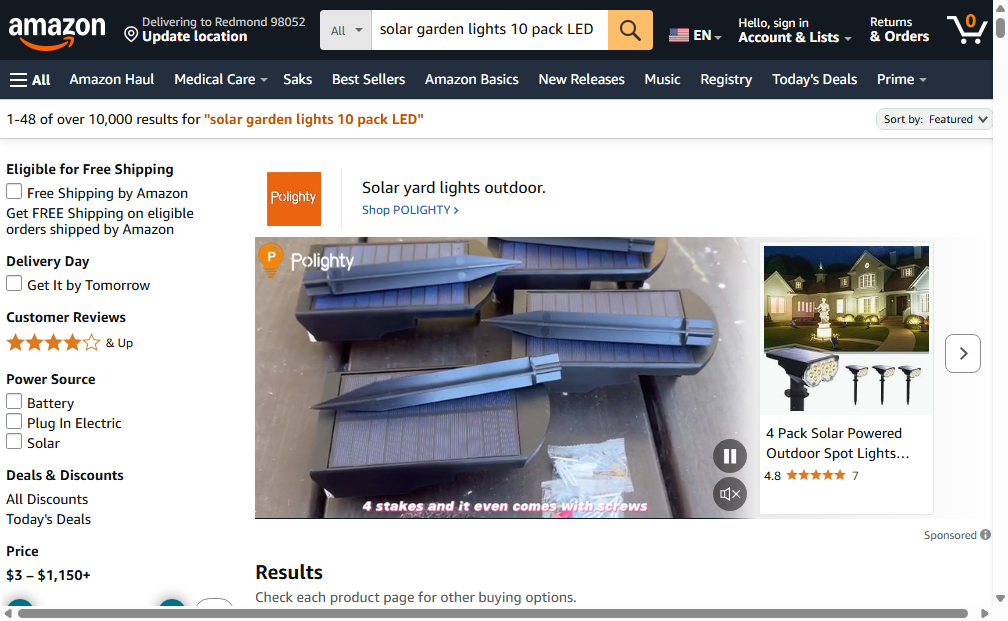 amazon
Delivering to Redmond 98052
Update location
All
solar garden lights 10 pack LED
EN
Hello, sign in
Account & Lists
Returns
& Orders
0
All
Amazon Haul
Medical Care
Saks
Best Sellers
Amazon Basics
New Releases
Music
Registry
Today's Deals
Prime
1-48 of over 10,000 results for "solar garden lights 10 pack LED"
Sort by: Featured
Eligible for Free Shipping
Free Shipping by Amazon
Get FREE Shipping on eligible
orders shipped by Amazon
Delivery Day
Get It by Tomorrow
Customer Reviews
& Up
Power Source
Battery
Plug In Electric
Solar
Deals & Discounts
All Discounts
Today's Deals
Price
$3 – $1,150+
Polighty
Solar yard lights outdoor.
Shop POLIGHTY ›
P
Polighty
4 stakes and it even comes with screws
4 Pack Solar Powered
Outdoor Spot Lights...
4.8
7
Sponsored
Results
Check each product page for other buying options.